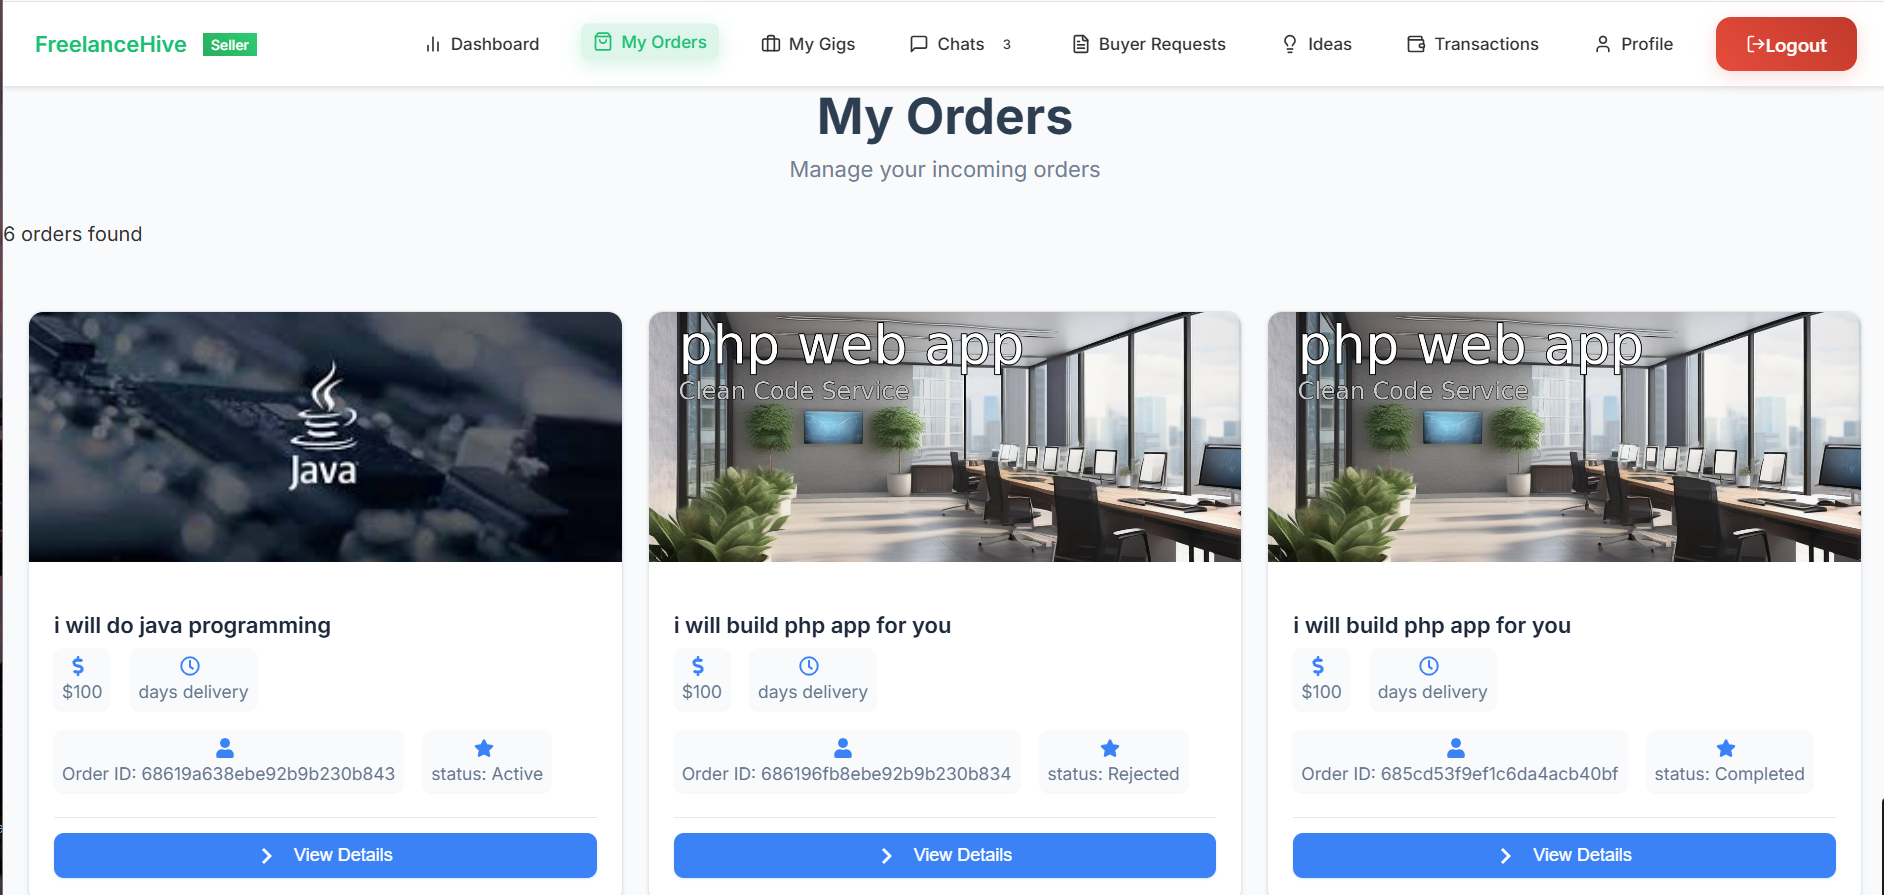 FreelanceHive Seller Dashboard My Orders My Gigs Chats 3 Buyer Requests Ideas Transactions Profile Logout
My Orders
Manage your incoming orders
6 orders found
Java
php web app
Clean Code Service
php web app
Clean Code Service
i will do java programming
$100 days delivery
Order ID: 68619a638ebe92b9b230b843 status: Active
View Details
i will build php app for you
$100 days delivery
Order ID: 686196fb8ebe92b9b230b834 status: Rejected
View Details
i will build php app for you
$100 days delivery
Order ID: 685cd53f9ef1c6da4acb40bf status: Completed
View Details